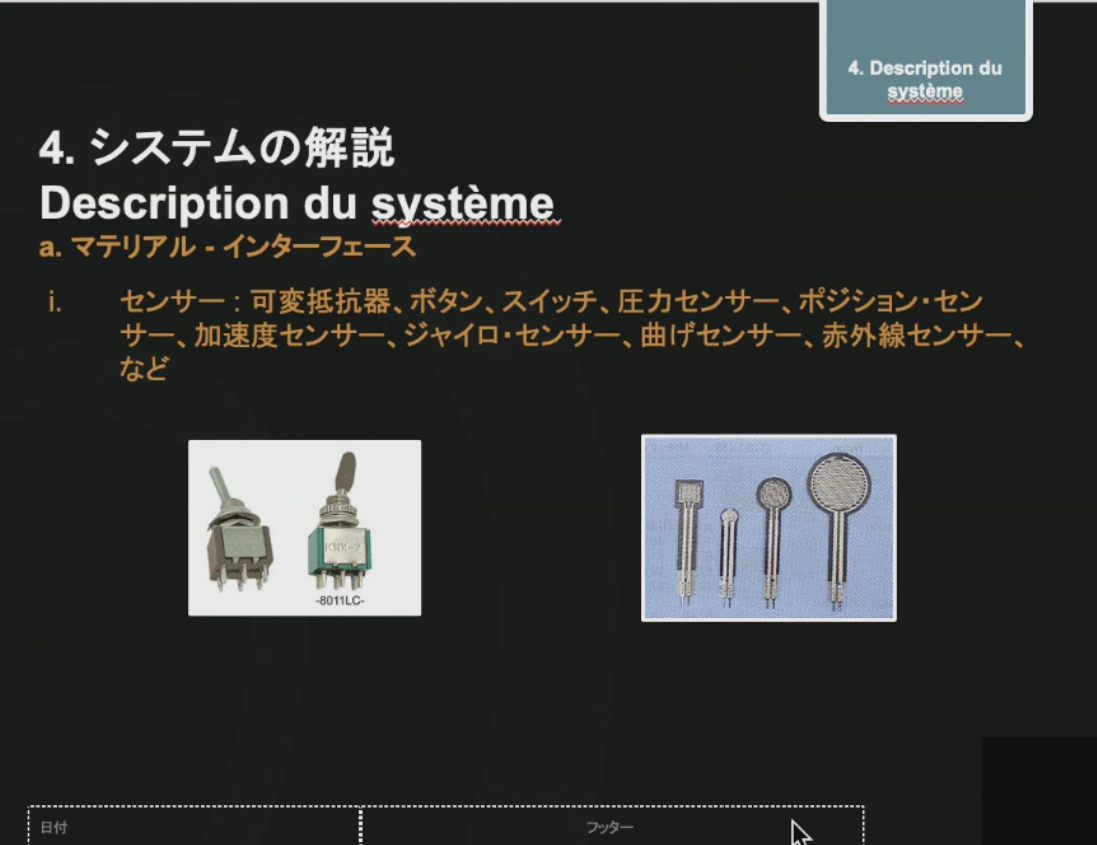 4. Description du
système
4. システムの解説
Description du système
a. マテリアル - インターフェース
i. センサー : 可変抵抗器、ボタン、スイッチ、圧力センサー、ポジション・セン
サー、加速度センサー、ジャイロ・センサー、曲げセンサー、赤外線センサー、
など
-8011LC-
日付
フッター